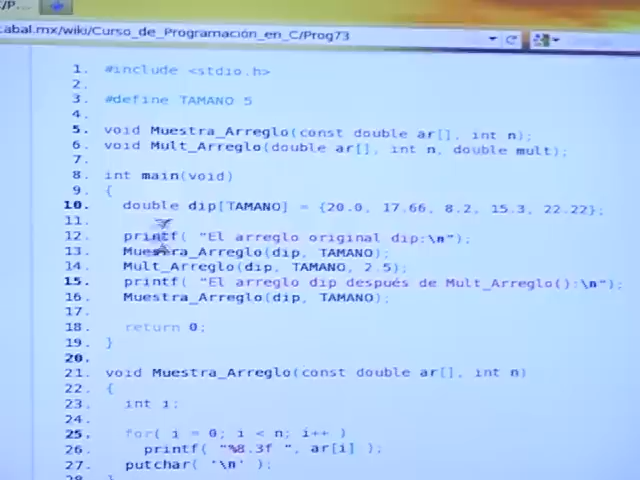 cabal.mx/wiki/Curso_de_Programación_en_C/Prog73
1. #include <stdio.h>
2.
3. #define TAMANO 5
4.
5. void Muestra_Arreglo(const double ar[], int n);
6. void Mult_Arreglo(double ar[], int n, double mult);
7.
8. int main(void)
9. {
10. double dip[TAMANO] = {20.0, 17.66, 8.2, 15.3, 22.22};
11.
12. printf( "El arreglo original dip:\n");
13. Muestra_Arreglo(dip, TAMANO);
14. Mult_Arreglo(dip, TAMANO, 2.5);
15. printf( "El arreglo dip después de Mult_Arreglo():\n");
16. Muestra_Arreglo(dip, TAMANO);
17.
18. return 0;
19. }
20.
21. void Muestra_Arreglo(const double ar[], int n)
22. {
23. int i;
24.
25. for( i = 0; i < n; i++ )
26. printf( "%8.3f ", ar[i] );
27. putchar( '\n' );
28. }